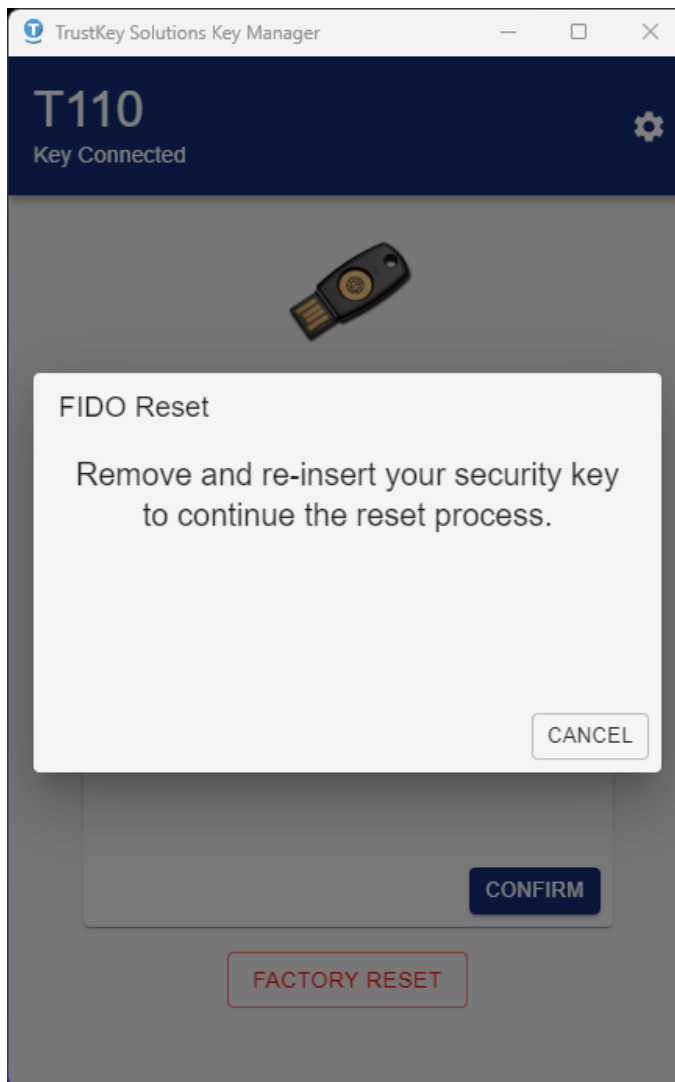 TrustKey Solutions Key Manager
T110
Key Connected
FIDO Reset
Remove and re-insert your security key
to continue the reset process.
CANCEL
CONFIRM
FACTORY RESET